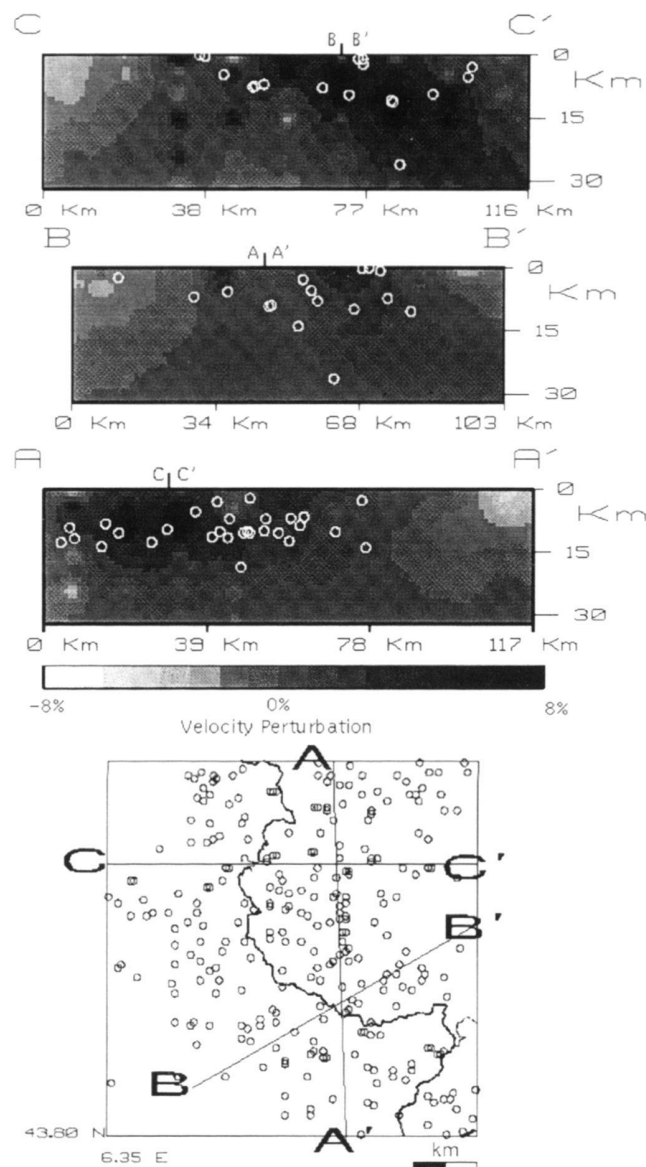 C C'
B B'
0
Km
15
30
0 Km 38 Km 77 Km 116 Km
B B'
A A'
0
Km
15
30
0 Km 34 Km 68 Km 103 Km
A A'
C C'
0
Km
15
30
0 Km 39 Km 78 Km 117 Km
-8% 0% 8%
Velocity Perturbation
A
C C'
B'
B
43.80 N
A'
6.35 E
km